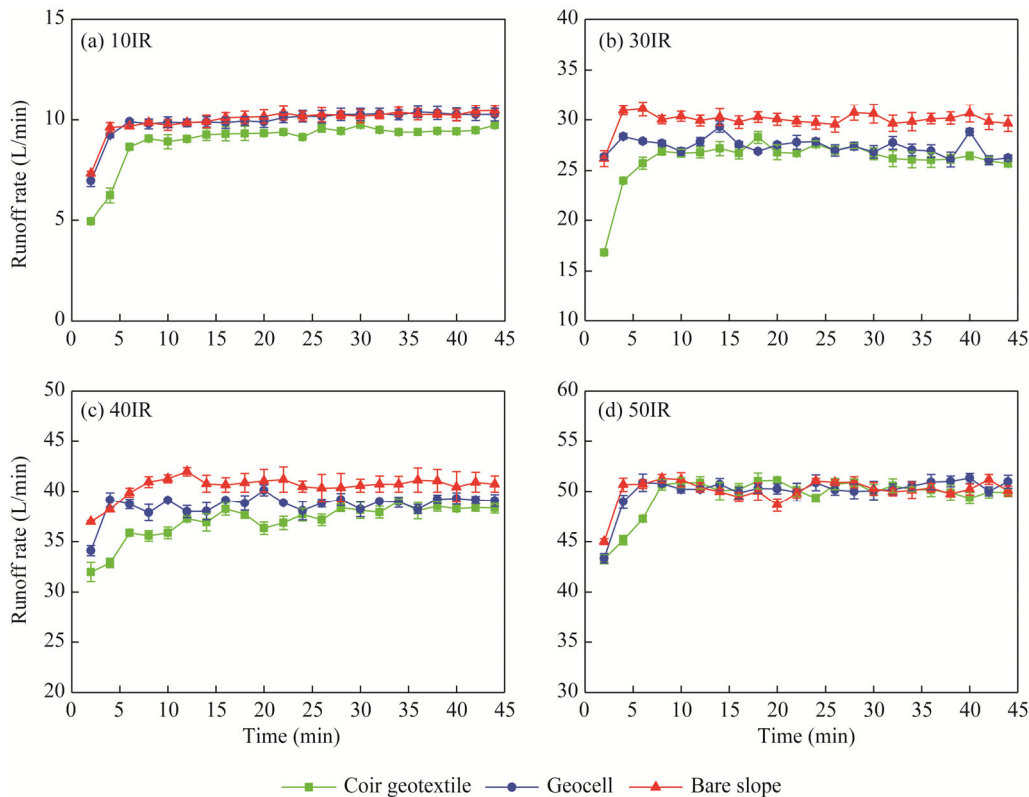 (a) 10IR
15
10
5
0
0 5 10 15 20 25 30 35 40 45
Runoff rate (L/min)
(b) 30IR
40
35
30
25
20
15
10
0 5 10 15 20 25 30 35 40 45
(c) 40IR
50
45
40
35
30
25
20
0 5 10 15 20 25 30 35 40 45
Runoff rate (L/min)
Time (min)
(d) 50IR
60
55
50
45
40
35
30
0 5 10 15 20 25 30 35 40 45
Time (min)
Coir geotextile Geocell Bare slope